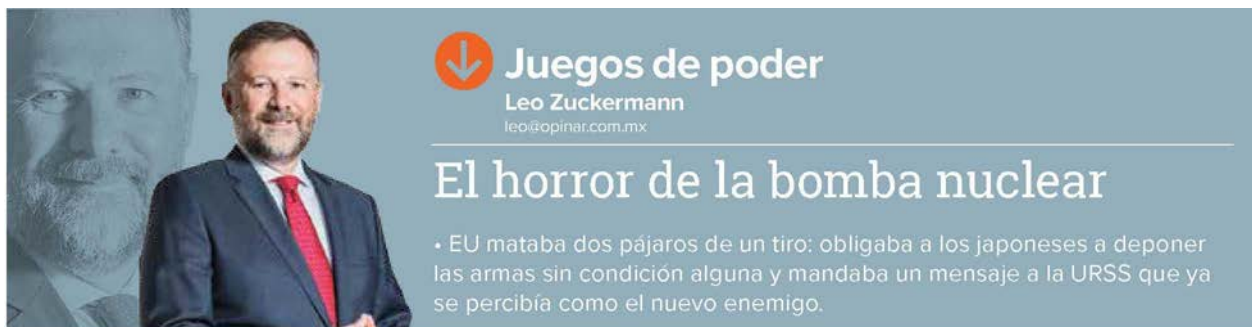 Juegos de poder
Leo Zuckermann
leo@opinar.com.mx
El horror de la bomba nuclear
• EU mataba dos pájaros de un tiro: obligaba a los japoneses a deponer
las armas sin condición alguna y mandaba un mensaje a la URSS que ya
se percibía como el nuevo enemigo.